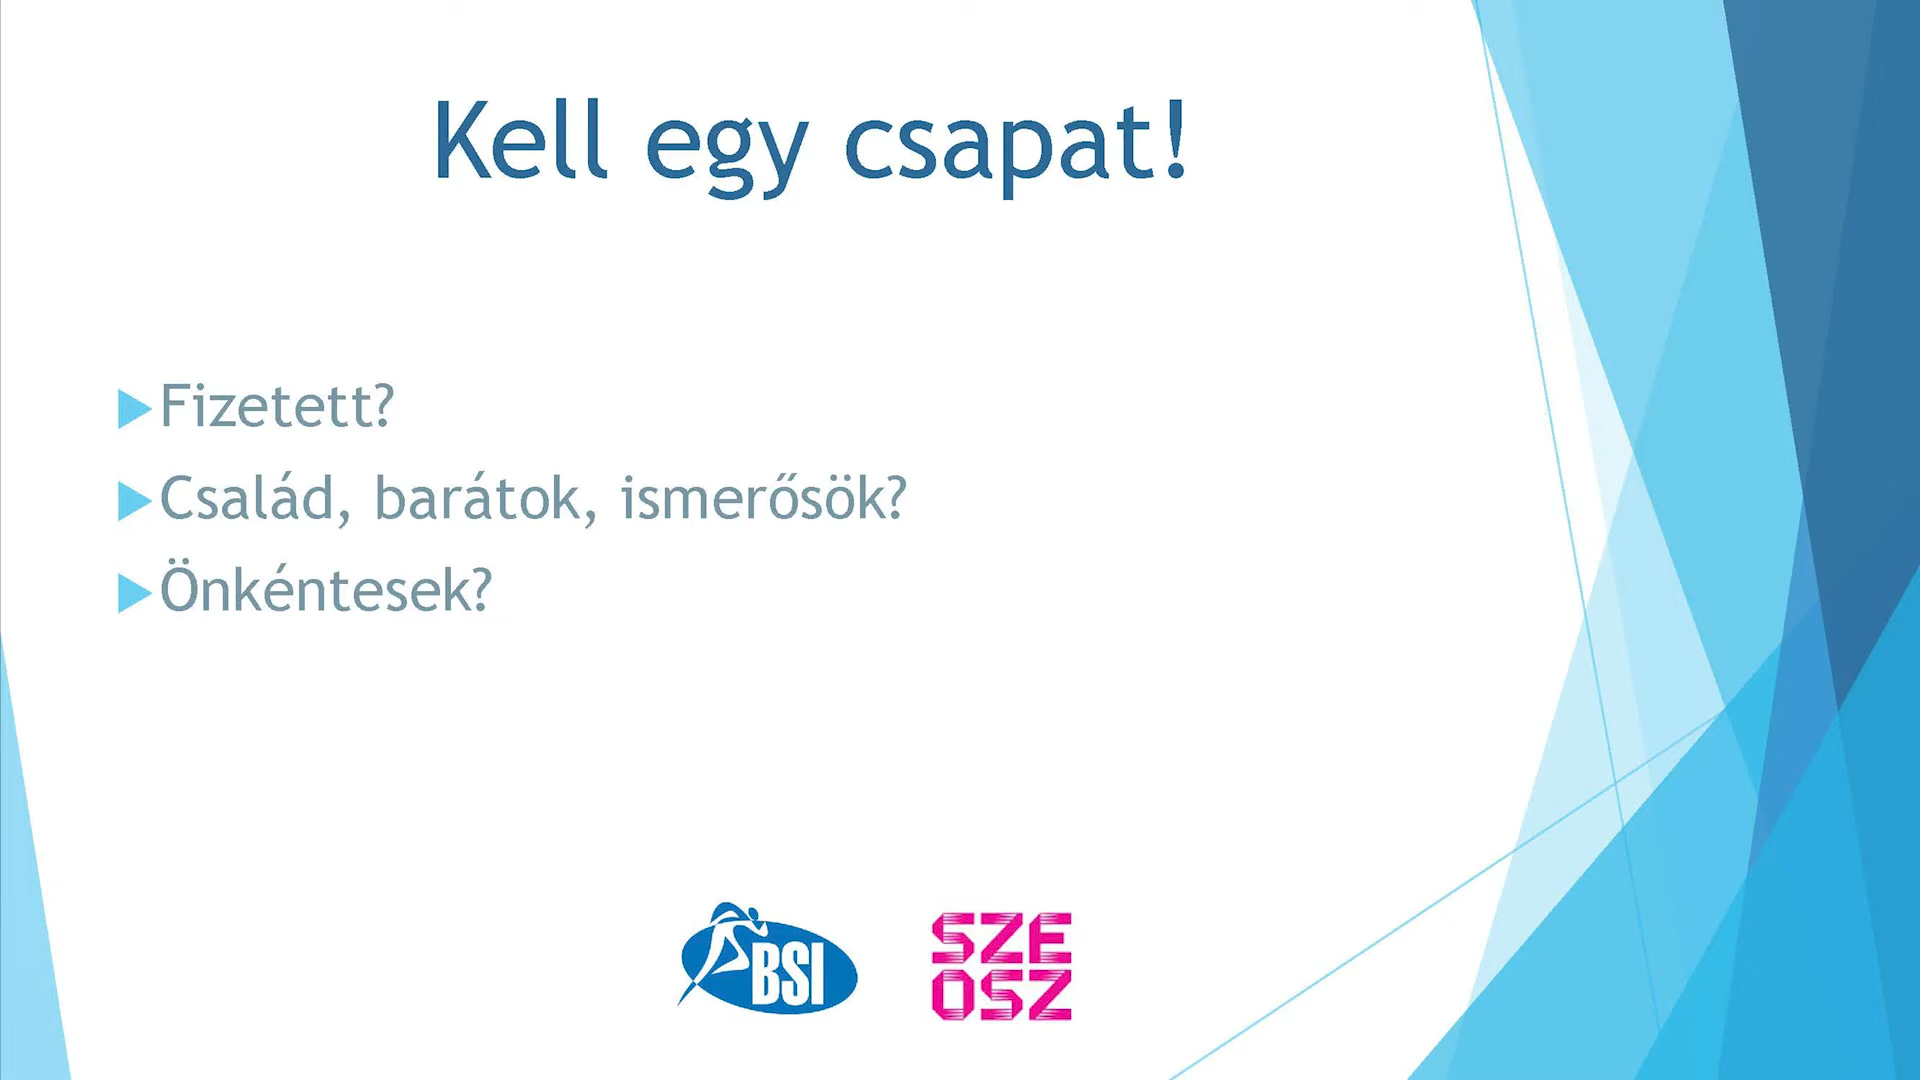 Kell egy csapat!
Fizetett?
Család, barátok, ismerősök?
Önkéntesek?
BSI
SZE
OSZ